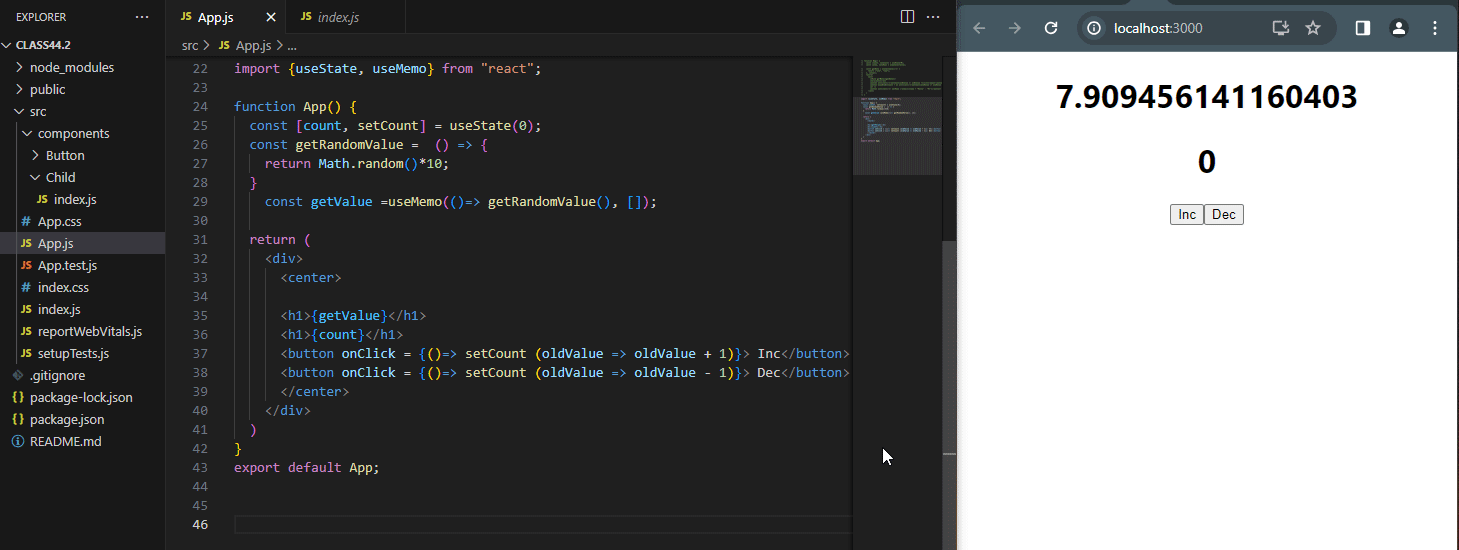 EXPLORER
CLASS44.2
node_modules
public
src
components
Button
Child
JS index.js
# App.css
JS App.js
JS App.test.js
# index.css
JS index.js
JS reportWebVitals.js
JS setupTests.js
.gitignore
{} package-lock.json
{} package.json
README.md
JS App.js
JS index.js
src > JS App.js > ...
22 import {useState, useMemo} from "react";
23
24 function App() {
25 const [count, setCount] = useState(0);
26 const getRandomValue =  () => {
27 return Math.random()*10;
28 }
29 const getValue =useMemo(()=> getRandomValue(), []);
30
31 return (
32 <div>
33 <center>
34
35 <h1>{getValue}</h1>
36 <h1>{count}</h1>
37 <button onClick = {()=> setCount (oldValue => oldValue + 1)}> Inc</button>
38 <button onClick = {()=> setCount (oldValue => oldValue - 1)}> Dec</button>
39 </center>
40 </div>
41 )
42 }
43 export default App;
44
45
46
localhost:3000
7.909456141160403
0
Inc Dec